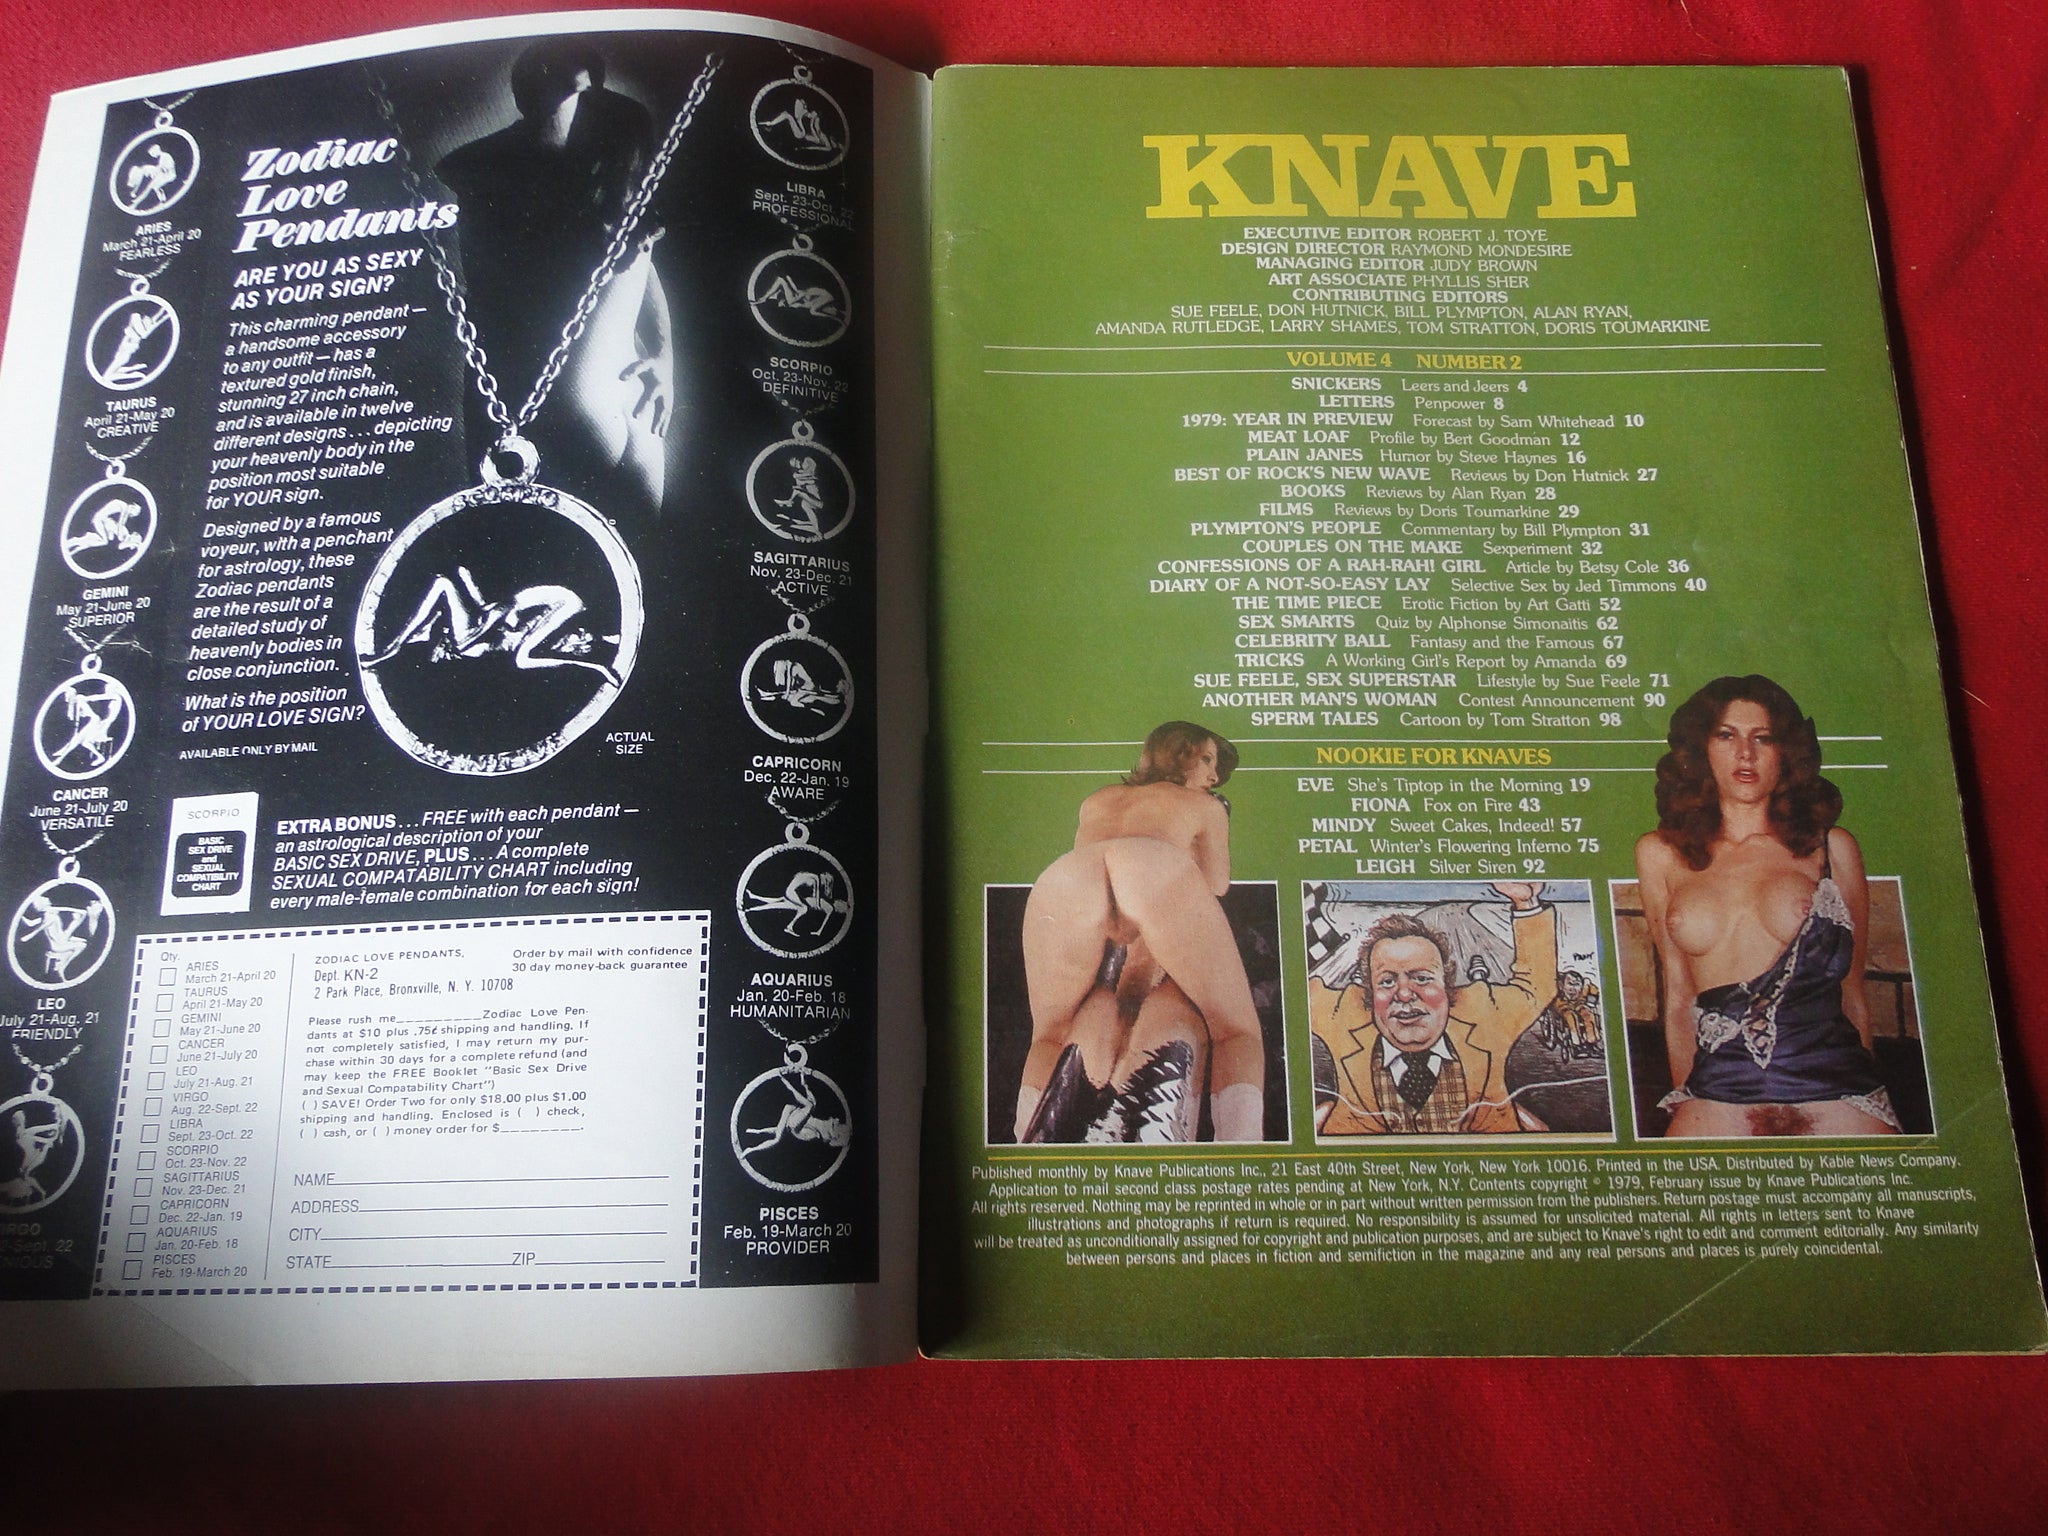 Zodiac
Love
Pendants
ARE YOU AS SEXY
AS YOUR SIGN?
This charming pendant —
a handsome accessory
to any outfit — has a
textured gold finish,
stunning 27 inch chain,
and is available in twelve
different designs... depicting
your heavenly body in the
position most suitable
for YOUR sign.
Designed by a famous
voyeur, with a penchant
for astrology, these
Zodiac pendants
are the result of a
detailed study of
heavenly bodies in
close conjunction.
What is the position
of YOUR LOVE SIGN?
AVAILABLE ONLY BY MAIL
ACTUAL
SIZE
ARIES
March 21-April 20
FEARLESS
TAURUS
April 21-May 20
CREATIVE
GEMINI
May 21-June 20
SUPERIOR
CANCER
June 21-July 20
VERSATILE
LEO
July 21-Aug. 21
FRIENDLY
LIBRA
Sept. 23-Oct. 22
PROFESSIONAL
SCORPIO
Oct. 23-Nov. 22
DEFINITIVE
SAGITTARIUS
Nov. 23-Dec. 21
ACTIVE
CAPRICORN
Dec. 22-Jan. 19
AWARE
AQUARIUS
Jan. 20-Feb. 18
HUMANITARIAN
PISCES
Feb. 19-March 20
PROVIDER
SCORPIO
BASIC
SEX DRIVE
and
SEXUAL
COMPATIBILITY
CHART
EXTRA BONUS... FREE with each pendant —
an astrological description of your
BASIC SEX DRIVE, PLUS... A complete
SEXUAL COMPATABILITY CHART including
every male-female combination for each sign!
Qty.
ARIES
March 21-April 20
TAURUS
April 21-May 20
GEMINI
May 21-June 20
CANCER
June 21-July 20
LEO
July 21-Aug. 21
VIRGO
Aug. 22-Sept. 22
LIBRA
Sept. 23-Oct. 22
SCORPIO
Oct. 23-Nov. 22
SAGITTARIUS
Nov. 23-Dec. 21
CAPRICORN
Dec. 22-Jan. 19
AQUARIUS
Jan. 20-Feb. 18
PISCES
Feb. 19-March 20
ZODIAC LOVE PENDANTS,
Dept. KN-2
2 Park Place, Bronxville, N. Y. 10708
Order by mail with confidence
30 day money-back guarantee
Please rush me_________Zodiac Love Pen-
dants at $10 plus .75¢ shipping and handling. If
not completely satisfied, I may return my pur-
chase within 30 days for a complete refund (and
may keep the FREE Booklet "Basic Sex Drive
and Sexual Compatability Chart")
( ) SAVE! Order Two for only $18.00 plus $1.00
shipping and handling. Enclosed is ( ) check,
( ) cash, or ( ) money order for $________.
NAME
ADDRESS
CITY
STATE ZIP
KNAVE
EXECUTIVE EDITOR ROBERT J. TOYE
DESIGN DIRECTOR RAYMOND MONDESIRE
MANAGING EDITOR JUDY BROWN
ART ASSOCIATE PHYLLIS SHER
CONTRIBUTING EDITORS
SUE FEELE, DON HUTNICK, BILL PLYMPTON, ALAN RYAN,
AMANDA RUTLEDGE, LARRY SHAMES, TOM STRATTON, DORIS TOUMARKINE
VOLUME 4 NUMBER 2
SNICKERS Leers and Jeers 4
LETTERS Penpower 8
1979: YEAR IN PREVIEW Forecast by Sam Whitehead 10
MEAT LOAF Profile by Bert Goodman 12
PLAIN JANES Humor by Steve Haynes 16
BEST OF ROCK'S NEW WAVE Reviews by Don Hutnick 27
BOOKS Reviews by Alan Ryan 28
FILMS Reviews by Doris Toumarkine 29
PLYMPTON'S PEOPLE Commentary by Bill Plympton 31
COUPLES ON THE MAKE Sexperiment 32
CONFESSIONS OF A RAH-RAH! GIRL Article by Betsy Cole 36
DIARY OF A NOT-SO-EASY LAY Selective Sex by Jed Timmons 40
THE TIME PIECE Erotic Fiction by Art Gatti 52
SEX SMARTS Quiz by Alphonse Simonaitis 62
CELEBRITY BALL Fantasy and the Famous 67
TRICKS A Working Girl's Report by Amanda 69
SUE FEELE, SEX SUPERSTAR Lifestyle by Sue Feele 71
ANOTHER MAN'S WOMAN Contest Announcement 90
SPERM TALES Cartoon by Tom Stratton 98
NOOKIE FOR KNAVES
EVE She's Tiptop in the Morning 19
FIONA Fox on Fire 43
MINDY Sweet Cakes, Indeed! 57
PETAL Winter's Flowering Inferno 75
LEIGH Silver Siren 92
Published monthly by Knave Publications Inc., 21 East 40th Street, New York, New York 10016. Printed in the USA. Distributed by Kable News Company.
Application to mail second class postage rates pending at New York, N.Y. Contents copyright © 1979, February issue by Knave Publications Inc.
All rights reserved. Nothing may be reprinted in whole or in part without written permission from the publishers. Return postage must accompany all manuscripts,
illustrations and photographs if return is required. No responsibility is assumed for unsolicited material. All rights in letters sent to Knave
will be treated as unconditionally assigned for copyright and publication purposes, and are subject to Knave's right to edit and comment editorially. Any similarity
between persons and places in fiction and semifiction in the magazine and any real persons and places is purely coincidental.